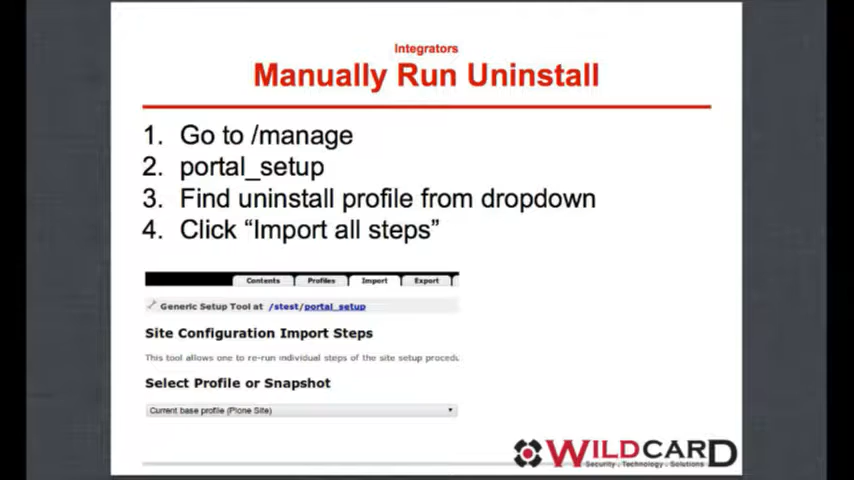 Integrators
Manually Run Uninstall
1. Go to /manage
2. portal_setup
3. Find uninstall profile from dropdown
4. Click “Import all steps”
Contents Profiles Import Export
Generic Setup Tool at /stest/portal_setup
Site Configuration Import Steps
This tool allows one to re-run individual steps of the site setup procedu
Select Profile or Snapshot
Current base profile (Plone Site)
WILDCARD
Security . Technology . Solutions